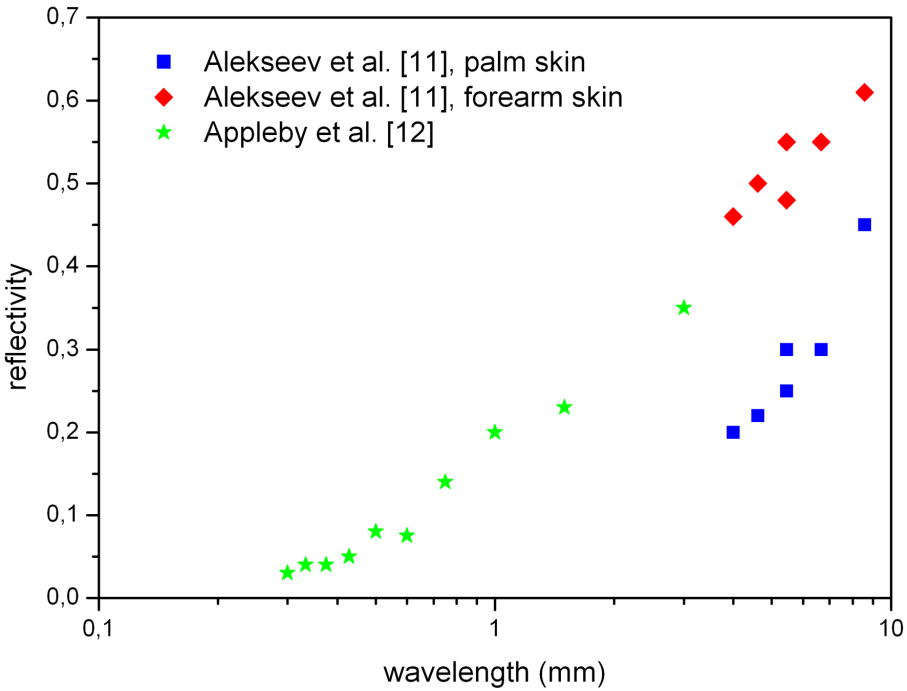 0,7
0,6
0,5
0,4
0,3
0,2
0,1
0,0
reflectivity
Alekseev et al. [11], palm skin
Alekseev et al. [11], forearm skin
Appleby et al. [12]
0,1 1 10
wavelength (mm)